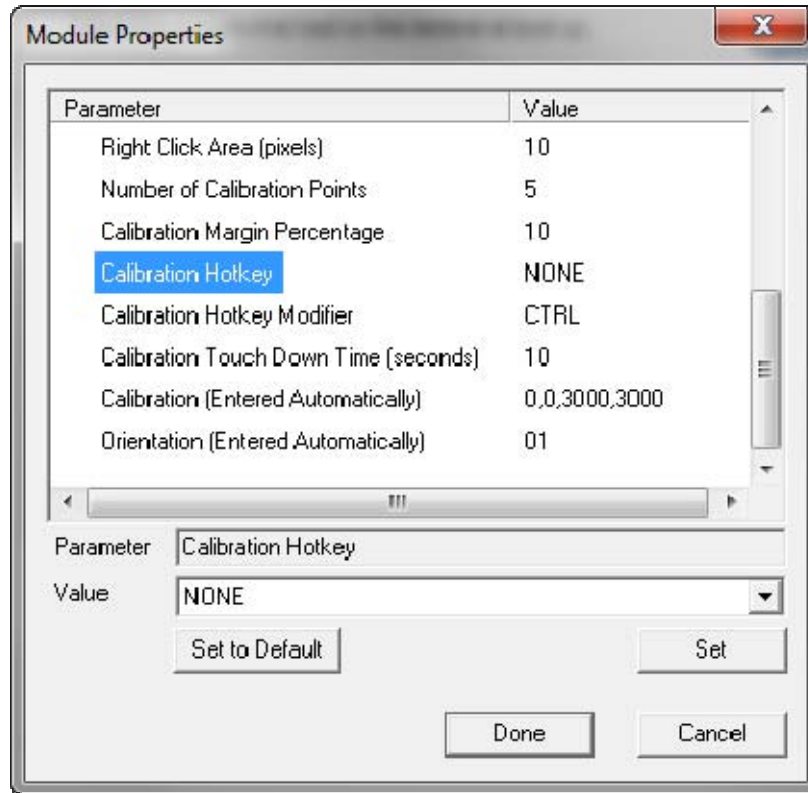 Module Properties
Parameter Value
Right Click Area (pixels) 10
Number of Calibration Points 5
Calibration Margin Percentage 10
Calibration Hotkey NONE
Calibration Hotkey Modifier CTRL
Calibration Touch Down Time (seconds) 10
Calibration (Entered Automatically) 0,0,3000,3000
Orientation (Entered Automatically) 01
Parameter Calibration Hotkey
Value NONE
Set to Default Set
Done Cancel